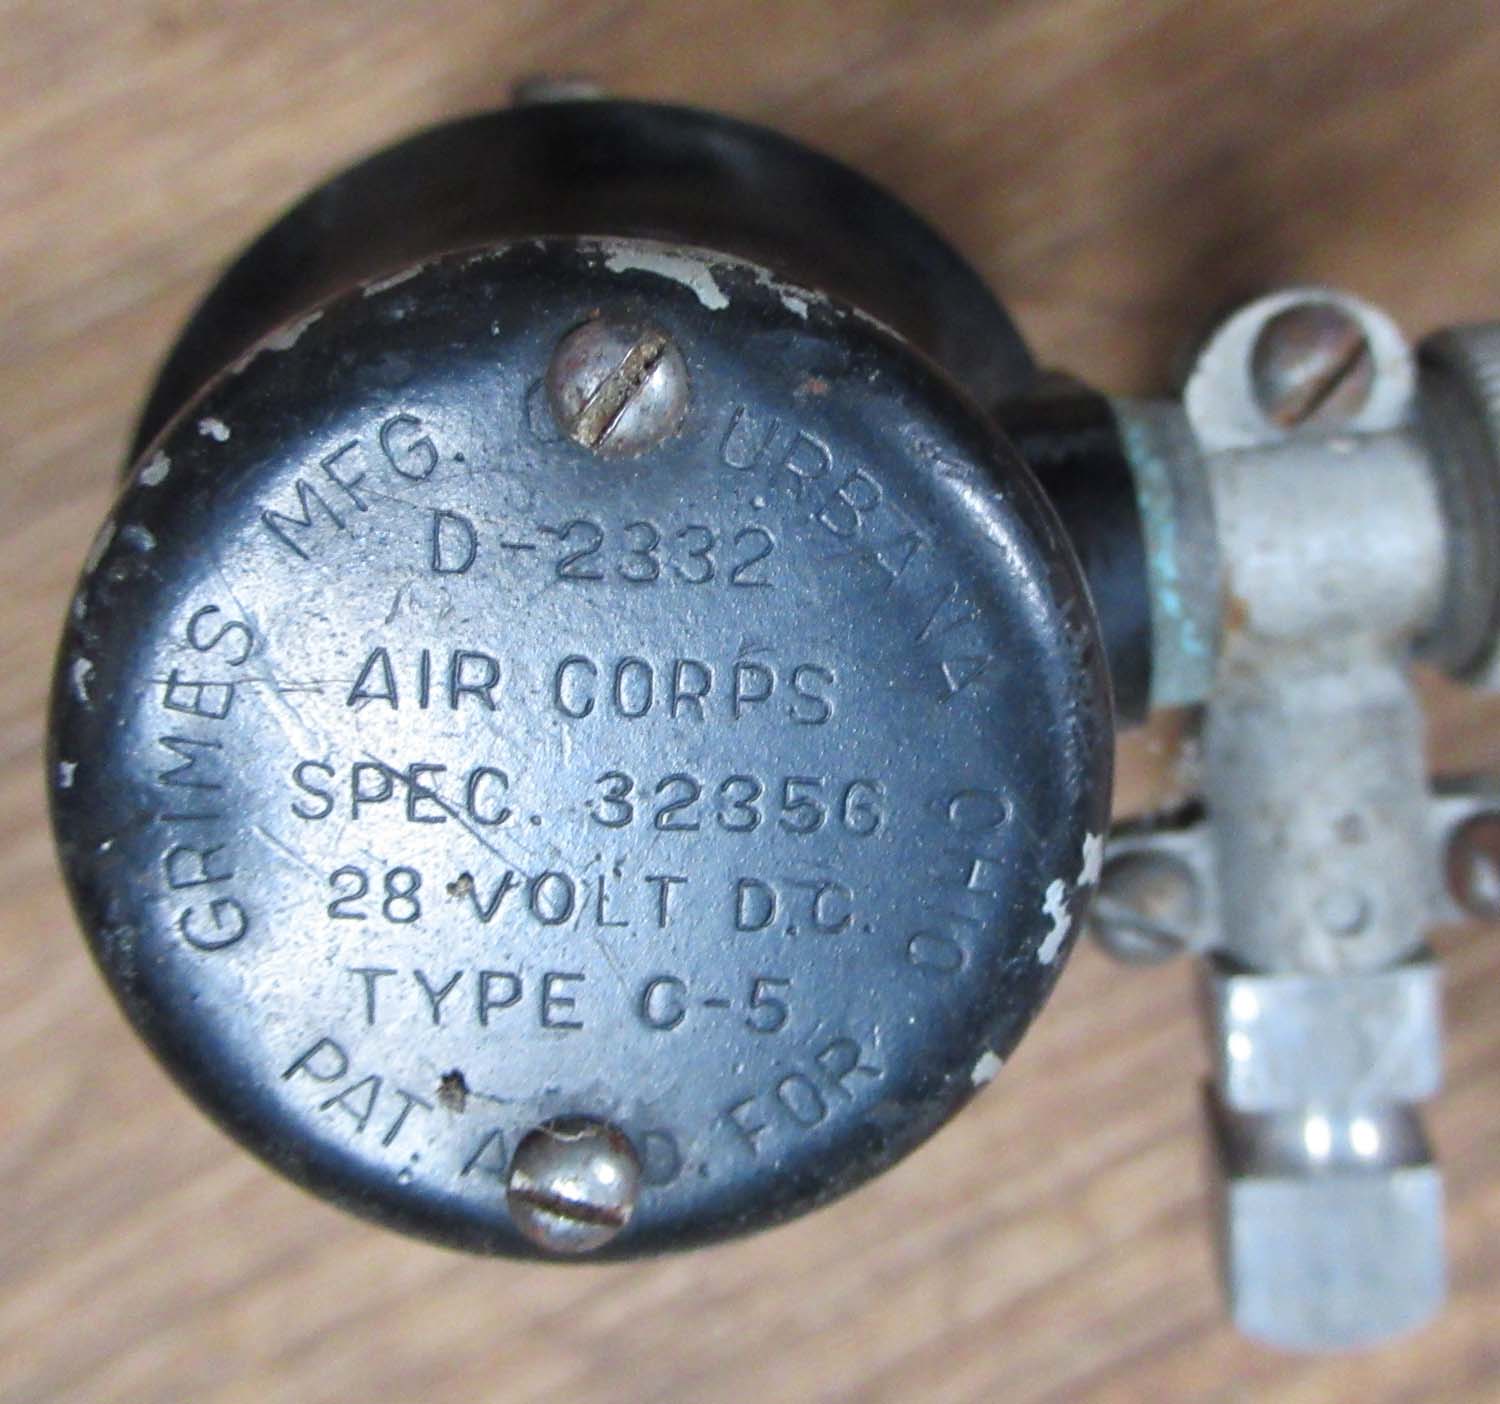 GRIMES MFG. URBANA OHIO
D-2332
AIR CORPS
SPEC. 32356
28 VOLT D.C.
TYPE C-5
PAT. FOR